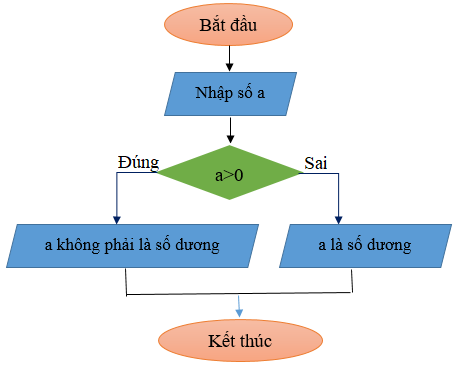 Bắt đầu
Nhập số a
Đúng
Sai
a>0
a không phải là số dương
a là số dương
Kết thúc